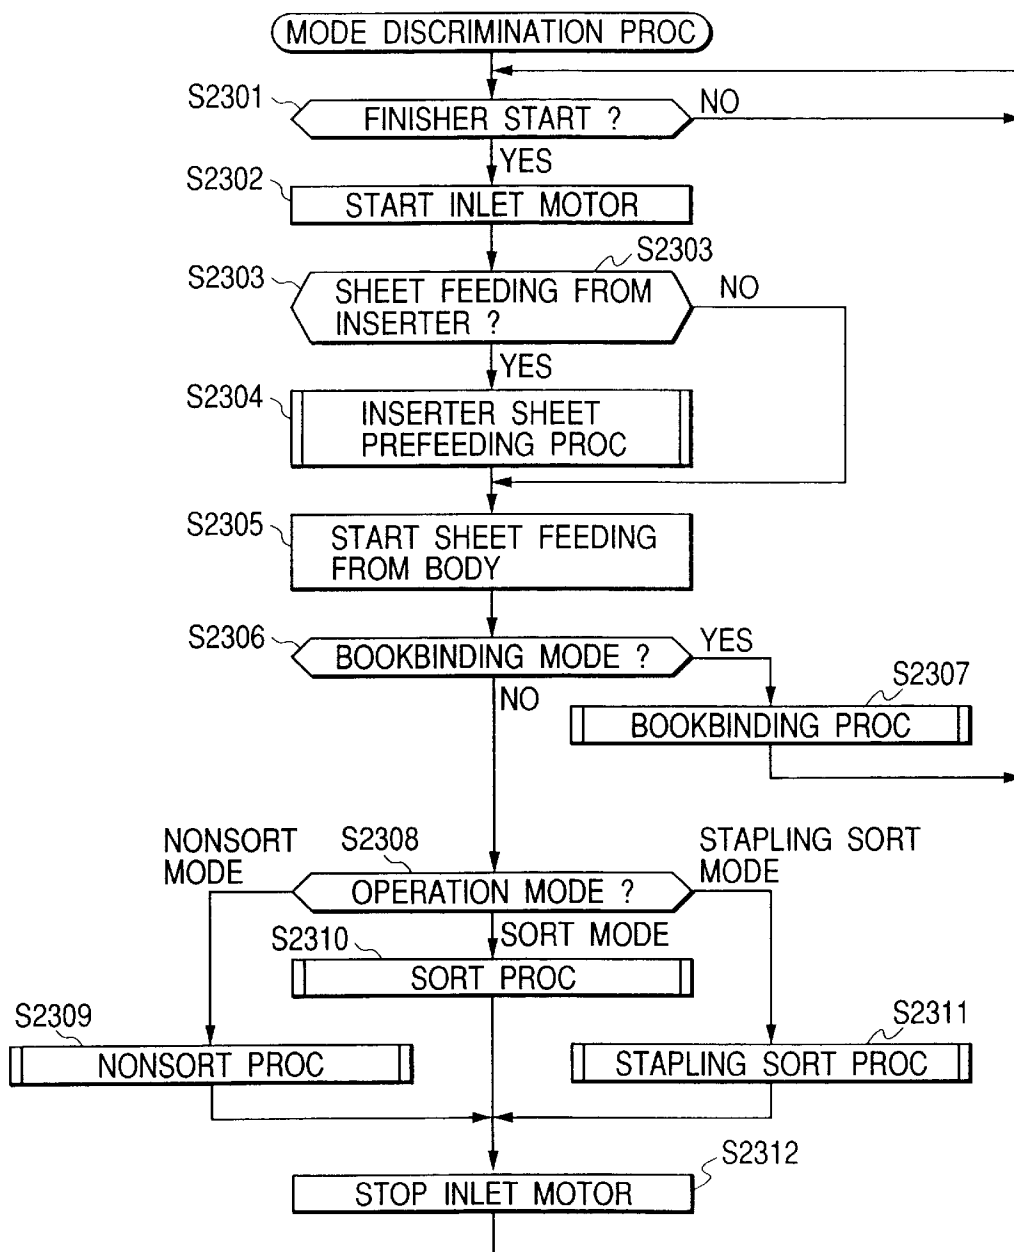 MODE DISCRIMINATION PROC
S2301
FINISHER START ?
NO
YES
S2302
START INLET MOTOR
S2303
S2303
SHEET FEEDING FROM
INSERTER ?
NO
YES
S2304
INSERTER SHEET
PREFEEDING PROC
S2305
START SHEET FEEDING
FROM BODY
S2306
BOOKBINDING MODE ?
YES
NO
S2307
BOOKBINDING PROC
NONSORT
MODE
S2308
OPERATION MODE ?
STAPLING SORT
MODE
SORT MODE
S2310
SORT PROC
S2309
NONSORT PROC
S2311
STAPLING SORT PROC
S2312
STOP INLET MOTOR